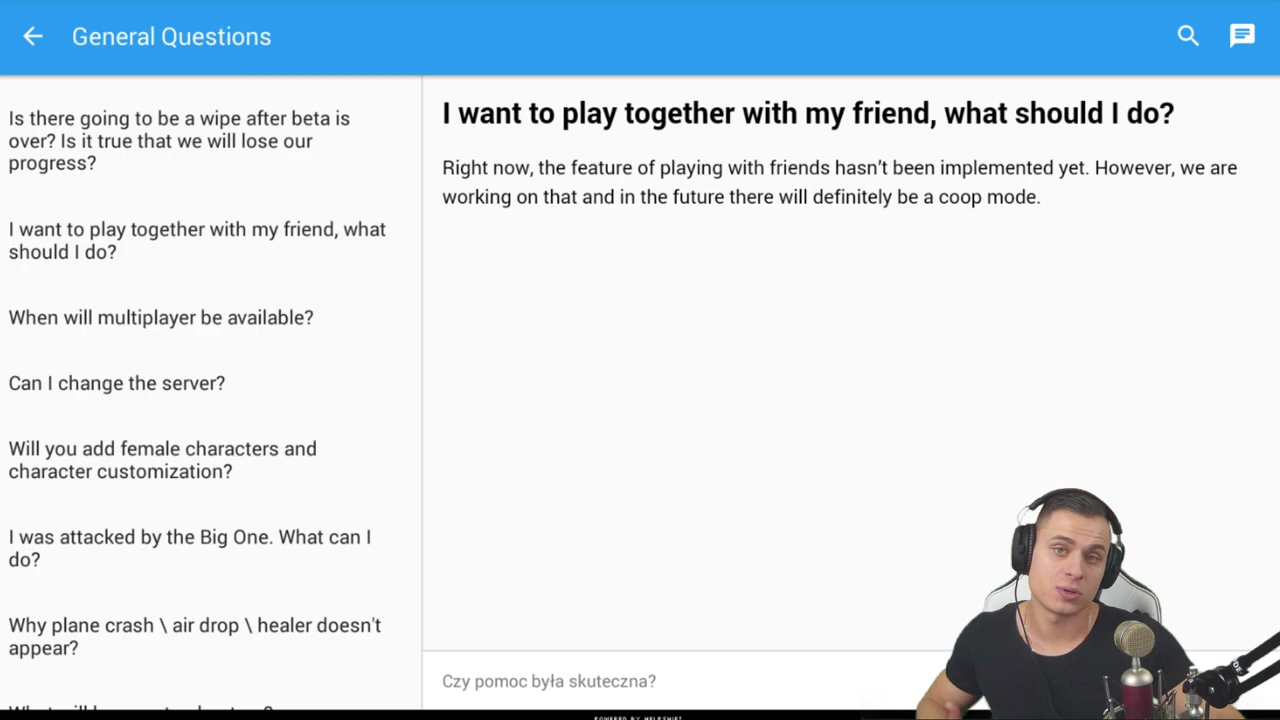 General Questions
Is there going to be a wipe after beta is
over? Is it true that we will lose our
progress?
I want to play together with my friend, what
should I do?
When will multiplayer be available?
Can I change the server?
Will you add female characters and
character customization?
I was attacked by the Big One. What can I
do?
Why plane crash \ air drop \ healer doesn't
appear?
I want to play together with my friend, what should I do?
Right now, the feature of playing with friends hasn’t been implemented yet. However, we are
working on that and in the future there will definitely be a coop mode.
Czy pomoc była skuteczna?
POWERED BY HELPSHIFT